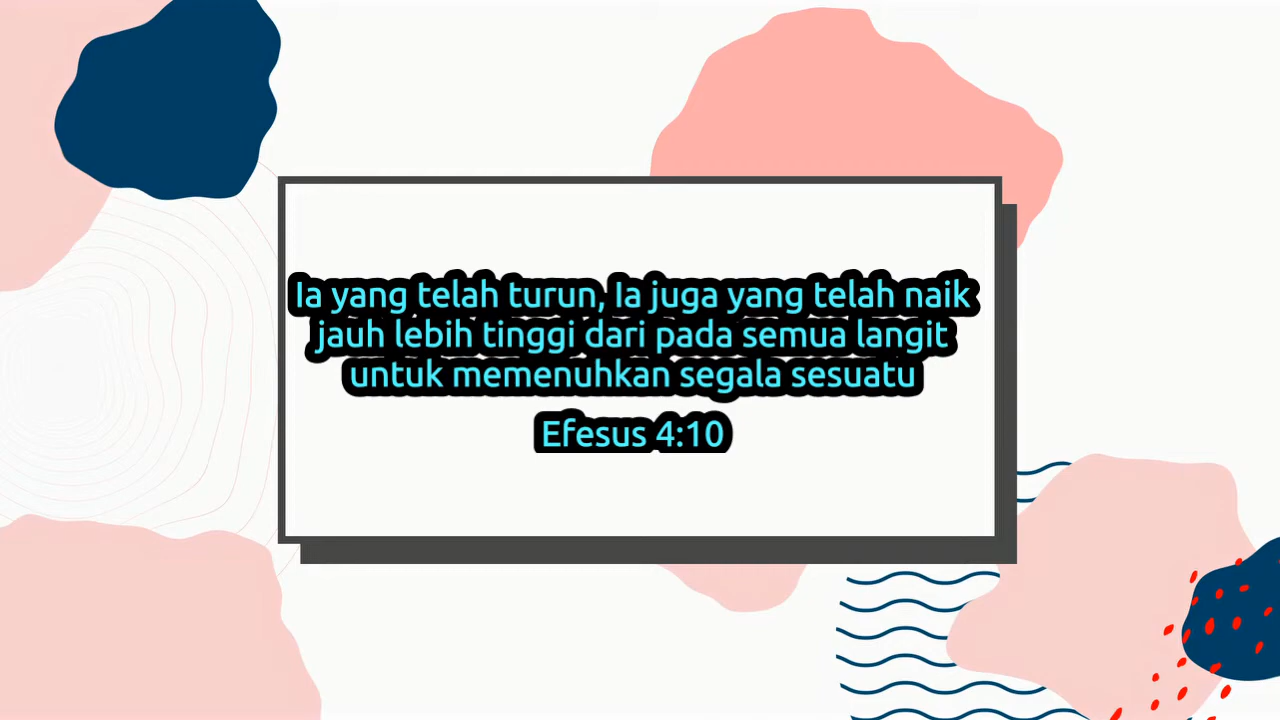 Ia yang telah turun, Ia juga yang telah naik
jauh lebih tinggi dari pada semua langit
untuk memenuhkan segala sesuatu
Efesus 4:10